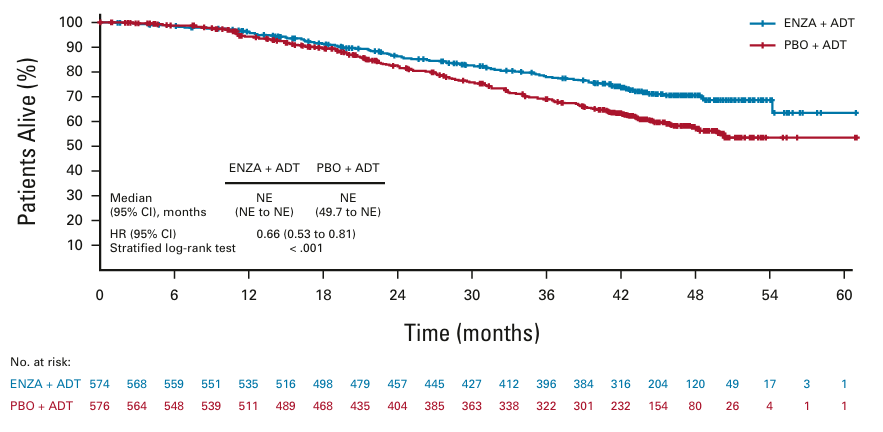 Patients Alive (%)
100
90
80
70
60
50
40
30
20
10
ENZA + ADT
PBO + ADT
ENZA + ADT PBO + ADT
Median NE NE
(95% CI), months (NE to NE) (49.7 to NE)
HR (95% CI) 0.66 (0.53 to 0.81)
Stratified log-rank test < .001
0 6 12 18 24 30 36 42 48 54 60
Time (months)
No. at risk:
ENZA + ADT 574 568 559 551 535 516 498 479 457 445 427 412 396 384 316 204 120 49 17 3 1
PBO + ADT 576 564 548 539 511 489 468 435 404 385 363 338 322 301 232 154 80 26 4 1 1